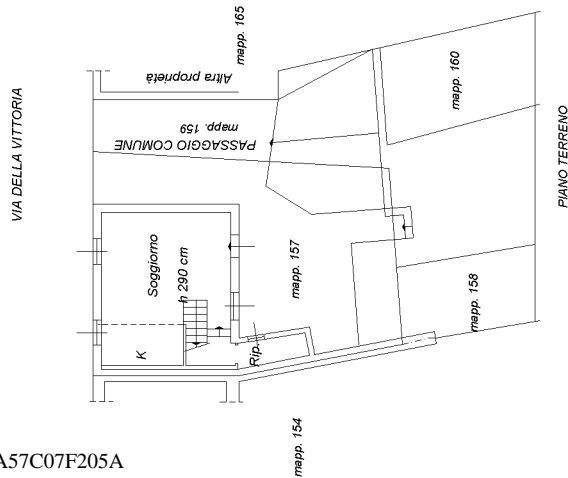 VIA DELLA VITTORIA
mapp. 165
Altra proprietà
PASSAGGIO COMUNE
mapp. 159
mapp. 160
Soggiorno
h 290 cm
mapp. 157
PIANO TERRENO
K
Rip.
mapp. 158
mapp. 154
A57C07F205A